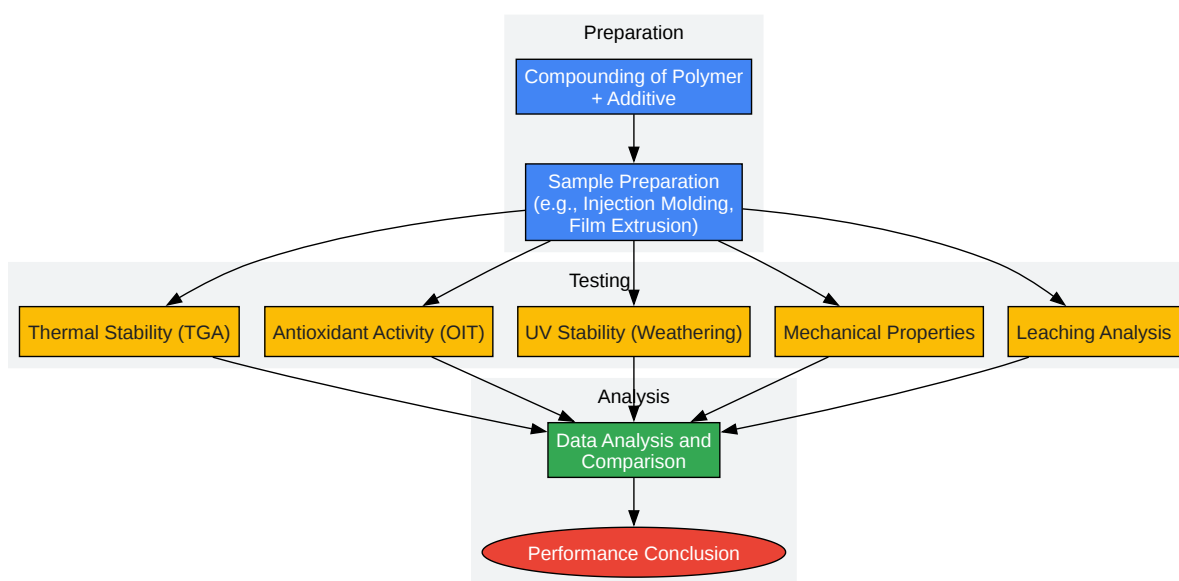 Preparation
Compounding of Polymer
+ Additive
Sample Preparation
(e.g., Injection Molding,
Film Extrusion)
Testing
Thermal Stability (TGA)
Antioxidant Activity (OIT)
UV Stability (Weathering)
Mechanical Properties
Leaching Analysis
Analysis
Data Analysis and
Comparison
Performance Conclusion